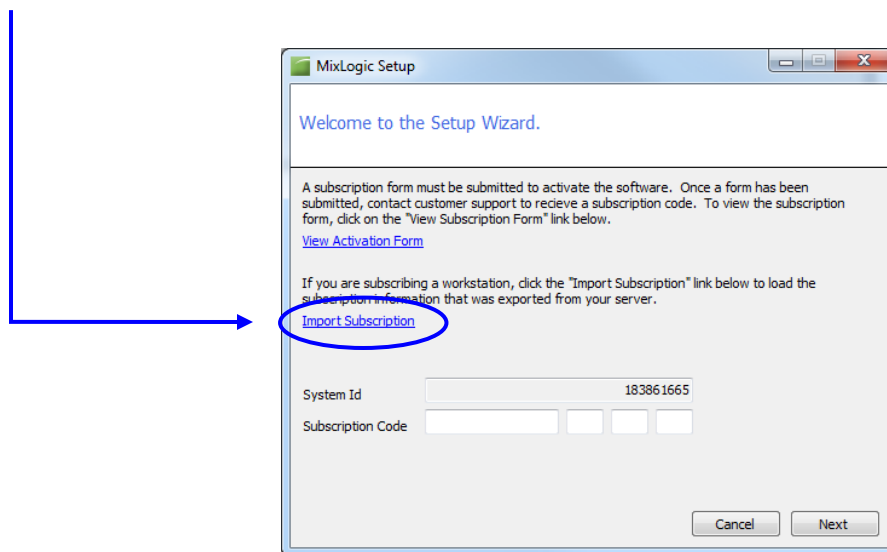 MixLogic Setup
Welcome to the Setup Wizard.
A subscription form must be submitted to activate the software.  Once a form has been
submitted, contact customer support to recieve a subscription code.  To view the subscription
form, click on the "View Subscription Form" link below.
View Activation Form
If you are subscribing a workstation, click the "Import Subscription" link below to load the
subscription information that was exported from your server.
Import Subscription
System Id 183861665
Subscription Code
Cancel Next